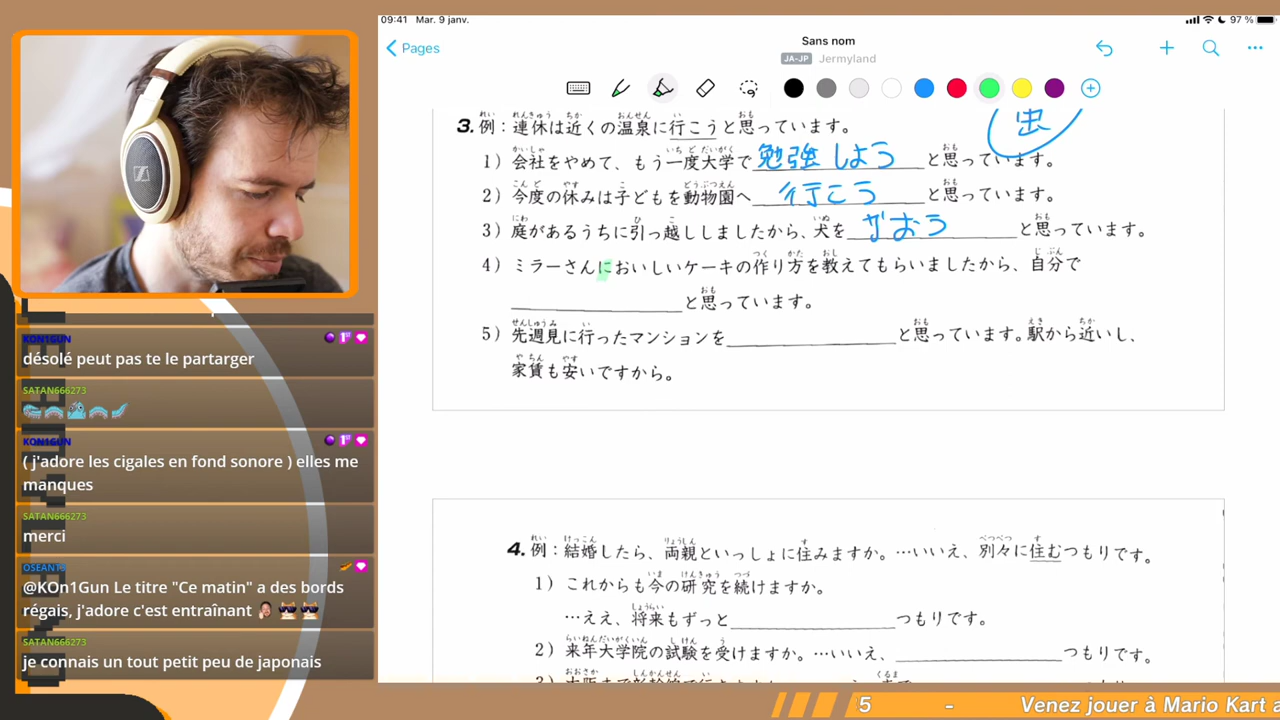 09:41 Mar. 9 janv.
97 %
Pages
Sans nom
JA-JP Jermyland
3. 例：連休は近くの温泉に行こうと思っています。
1) 会社をやめて、もう一度大学で 勉強しよう と思っています。
2) 今度の休みは子どもを動物園へ 行こう と思っています。
3) 庭があるうちに引っ越ししましたから、犬を と思っています。
4) ミラーさんにおいしいケーキの作り方を教えてもらいましたから、自分で
と思っています。
5) 先週見に行ったマンションを と思っています。駅から近いし、
家賃も安いですから。
4. 例：結婚したら、両親といっしょに住みますか。…いいえ、別々に住むつもりです。
1) これからも今の研究を続けますか。
…ええ、将来もずっと つもりです。
2) 来年大学院の試験を受けますか。…いいえ、 つもりです。
KON1GUN
désolé peut pas te le partarger
SATAN666273
KON1GUN
( j'adore les cigales en fond sonore ) elles me
manques
SATAN666273
merci
@KOn1Gun Le titre "Ce matin" a des bords
régais, j'adore c'est entraînant
SATAN666273
je connais un tout petit peu de japonais
5 - Venez jouer à Mario Kart a